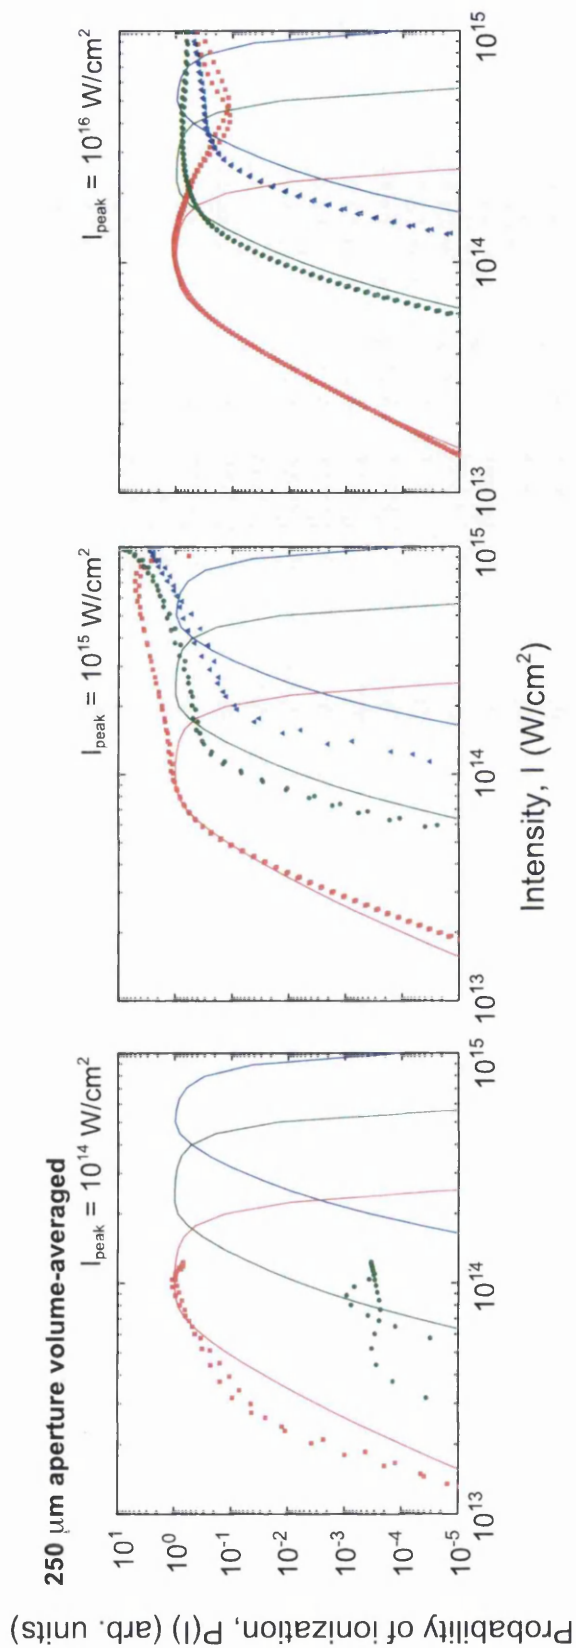 250 µm aperture volume-averaged
I_peak = 10^14 W/cm^2
I_peak = 10^15 W/cm^2
I_peak = 10^16 W/cm^2
Probability of ionization, P(I) (arb. units)
10^1
10^0
10^-1
10^-2
10^-3
10^-4
10^-5
10^13
10^14
10^15
10^13
10^14
10^15
10^13
10^14
10^15
Intensity, I (W/cm^2)